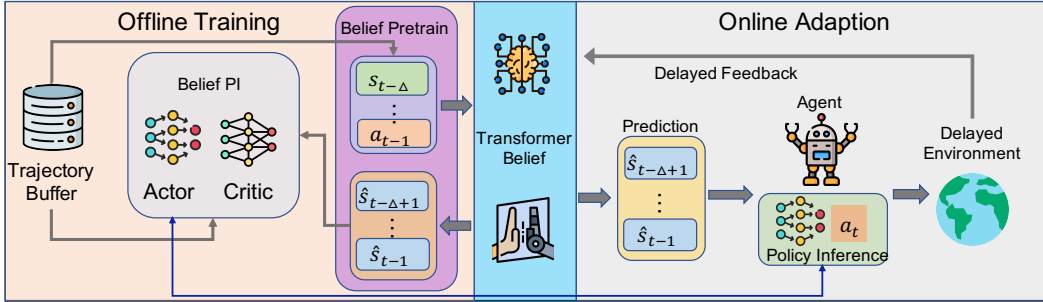 Offline Training
Online Adaption
Belief Pretrain
Belief PI
Actor
Critic
Trajectory
Buffer
s_{t-Δ}
⋮
a_{t-1}
ŝ_{t-Δ+1}
⋮
ŝ_{t-1}
Transformer
Belief
Delayed Feedback
Prediction
ŝ_{t-Δ+1}
⋮
ŝ_{t-1}
Agent
a_t
Policy Inference
Delayed
Environment